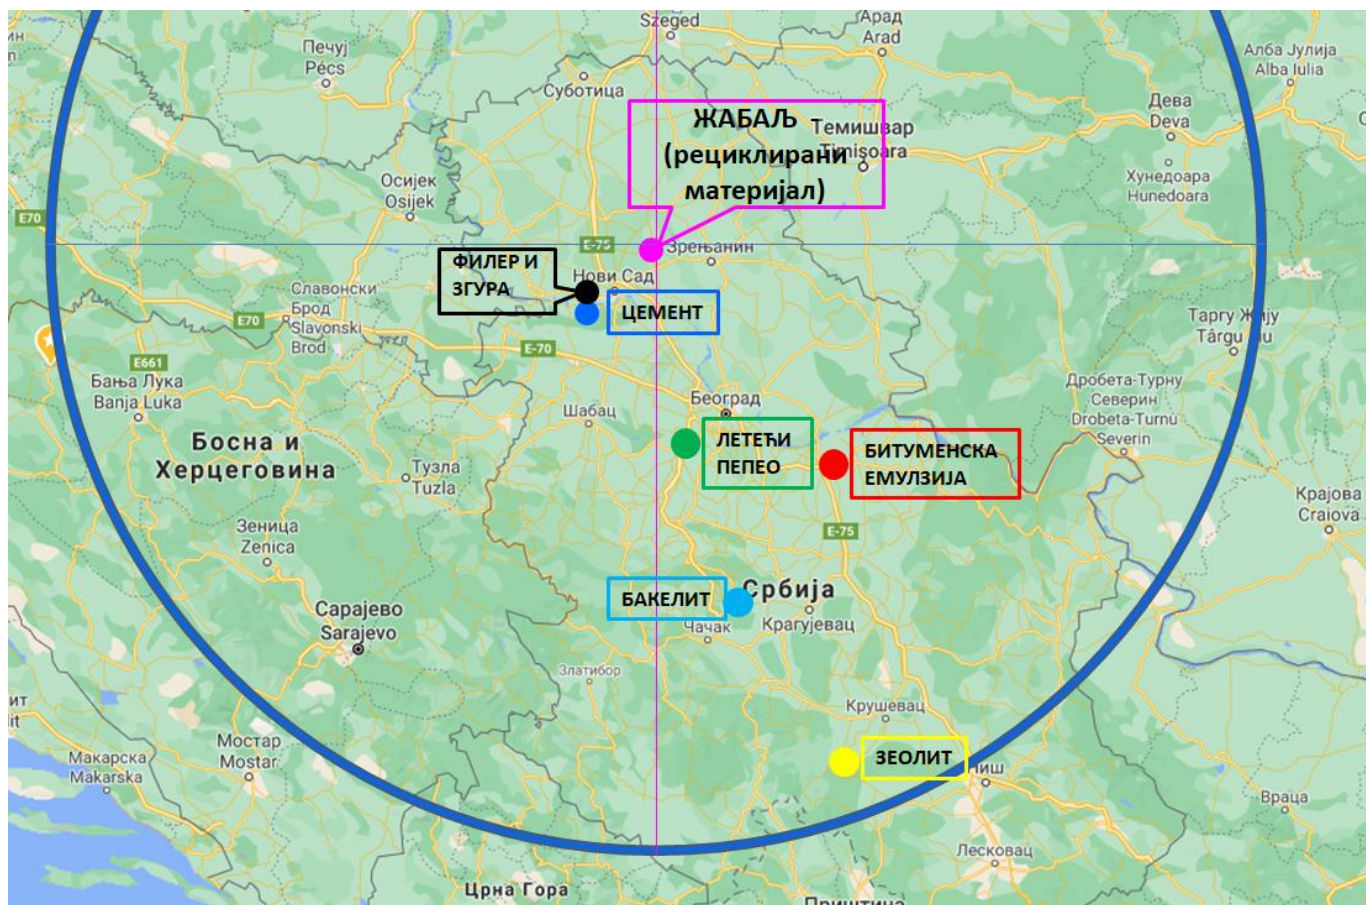 Szeged
Арад
Arad
Печуј
Pécs
Алба Јулија
Alba Iulia
Суботица
Дева
Deva
ЖАБАЉ
(рециклирани
материјал)
Темишвар
Timișoara
Хунедоара
Hunedoara
Осијек
Osijek
E70
E-75
Зрењанин
ФИЛЕР И
ЗГУРА
Нови Сад
ЦЕМЕНТ
Славонски
Брод
Slavonski
Brod
E70
E-70
E661
Таргу Жију
Târgu Jiu
Бања Лука
Banja Luka
Шабац
Београд
Дробета-Турну
Северин
Drobeta-Turnu
Severin
Босна и
Херцеговина
ЛЕТЕЋИ
ПЕПЕО
БИТУМЕНСКА
ЕМУЛЗИЈА
Тузла
Tuzla
Крајова
Craiova
Зеница
Zenica
E-75
БАКЕЛИТ
Србија
Чачак
Крагујевац
Сарајево
Sarajevo
Златибор
Крушевац
Мостар
Mostar
Макарска
Makarska
ЗЕОЛИТ
Ниш
Враца
Лесковац
Црна Гора
Приштина